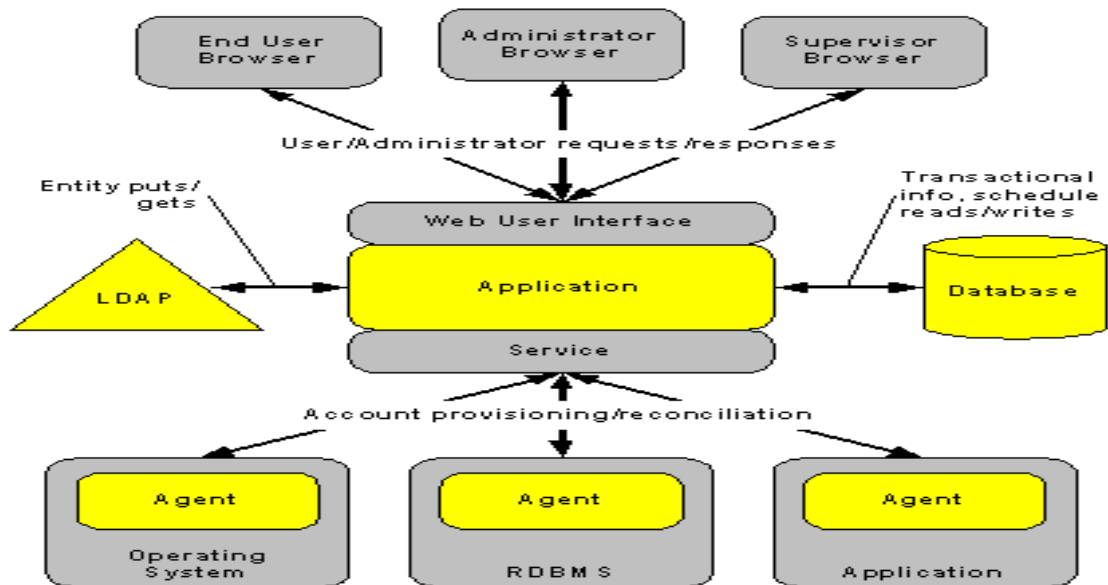 End User
Browser
Administrator
Browser
Supervisor
Browser
User/Administrator requests/responses
Entity puts/
gets
Transactional
info, schedule
reads/writes
Web User Interface
LDAP
Application
Database
Service
Account provisioning/reconciliation
Agent
Agent
Agent
Operating
System
RDBMS
Application